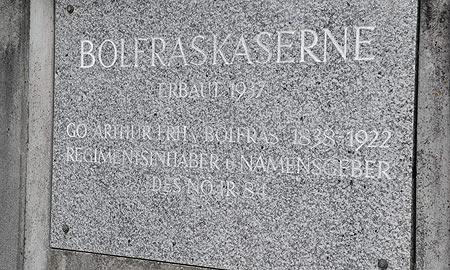 BOLFRASKASERNE
ERBAUT 1937
GO ARTHUR FRH V. BOLFRAS 1838-1922
REGIMENTSINHABER U NAMENSGEBER
DES NÖ IR 84